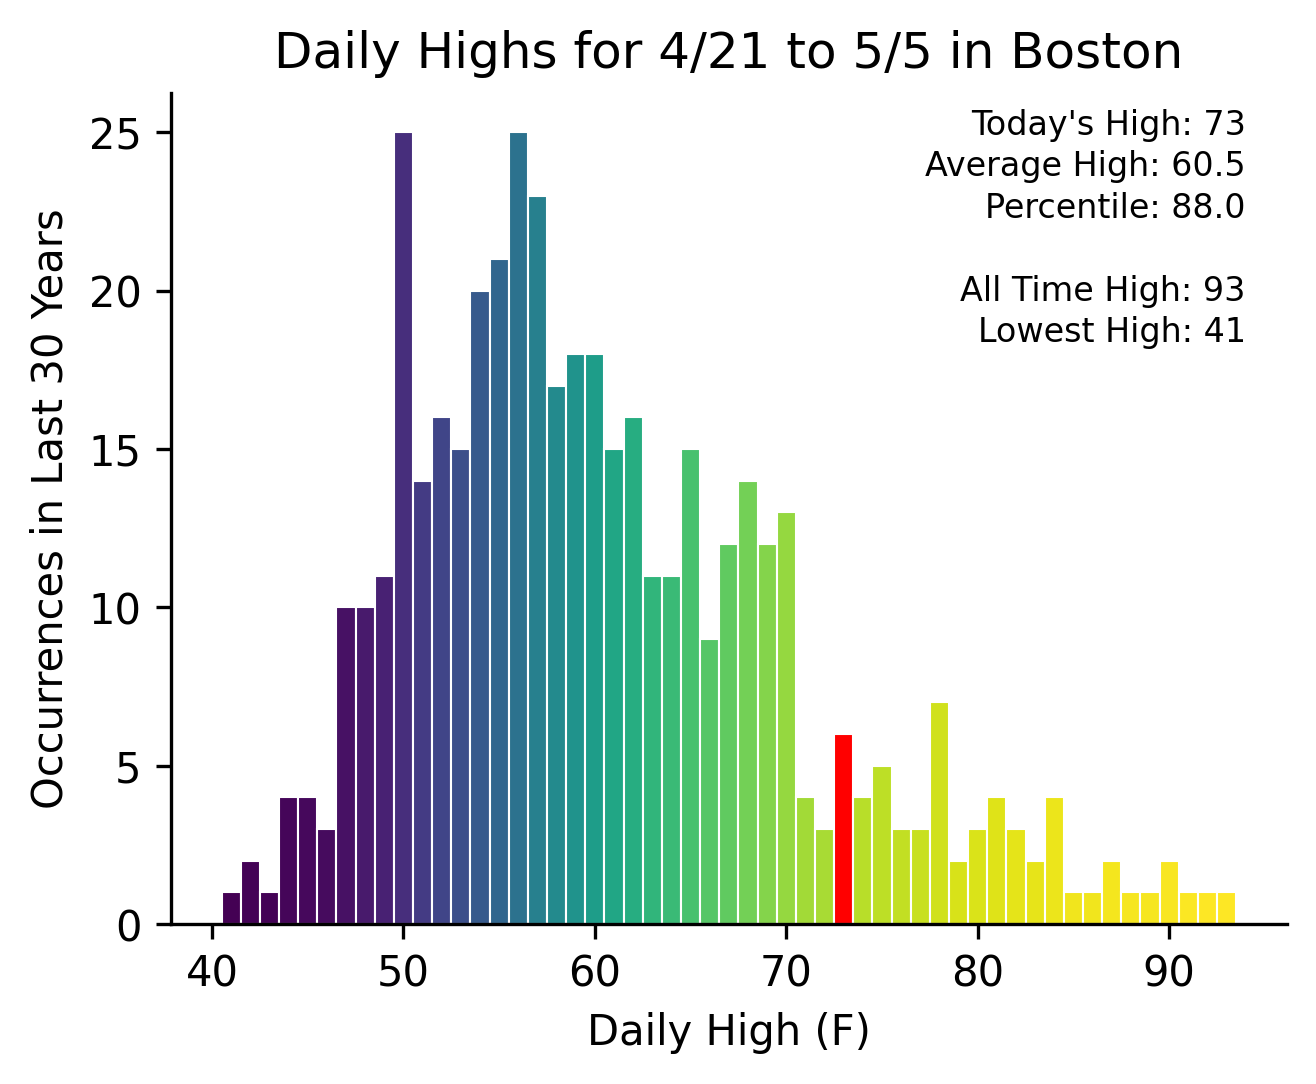 Daily Highs for 4/21 to 5/5 in Boston
Today's High: 73
Average High: 60.5
Percentile: 88.0
All Time High: 93
Lowest High: 41
Occurrences in Last 30 Years
25
20
15
10
5
0
40 50 60 70 80 90
Daily High (F)